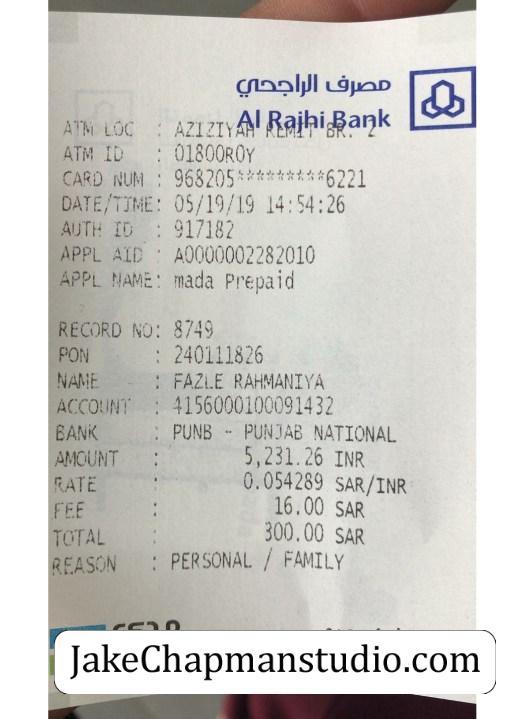 مصرف الراجحي
Al Rajhi Bank
ATM LOC : AZIZIYAH REMIT BR. 2
ATM ID : 01800ROY
CARD NUM : 968205*********6221
DATE/TIME: 05/19/19 14:54:26
AUTH ID : 917182
APPL AID : A0000002282010
APPL NAME: mada Prepaid
RECORD NO: 8749
PON : 240111826
NAME : FAZLE RAHMANIYA
ACCOUNT : 4156000100091432
BANK : PUNB - PUNJAB NATIONAL
AMOUNT : 5,231.26 INR
RATE : 0.054289 SAR/INR
FEE : 16.00 SAR
TOTAL : 300.00 SAR
REASON : PERSONAL / FAMILY
JakeChapmanstudio.com